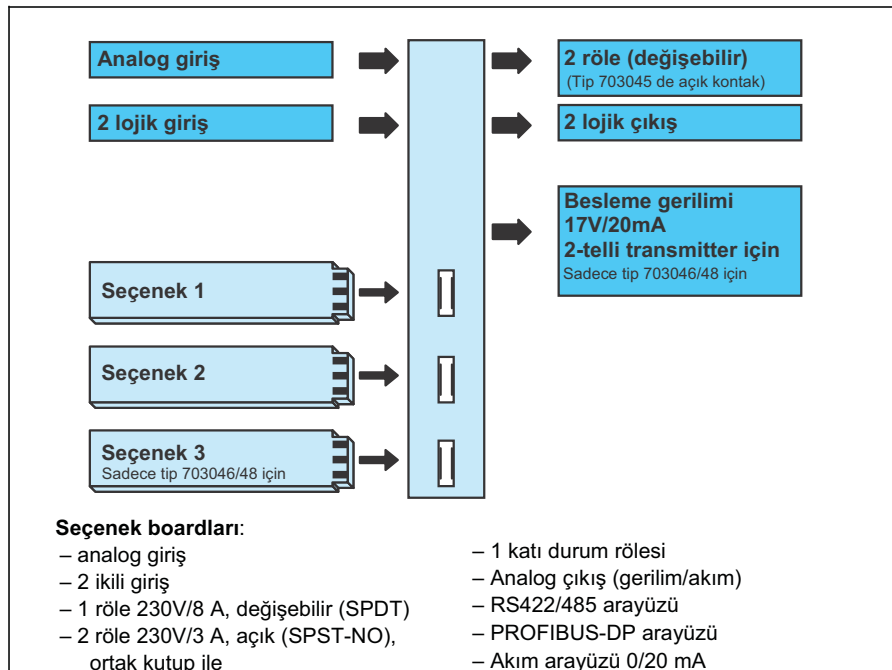 Analog giriş
2 röle (değişebilir)
(Tip 703045 de açık kontak)
2 lojik giriş
2 lojik çıkış
Besleme gerilimi
17V/20mA
2-telli transmitter için
Sadece tip 703046/48 için
Seçenek 1
Seçenek 2
Seçenek 3
Sadece tip 703046/48 için
Seçenek boardları:
– analog giriş
– 2 ikili giriş
– 1 röle 230V/8 A, değişebilir (SPDT)
– 2 röle 230V/3 A, açık (SPST-NO),
ortak kutup ile
– 1 katı durum rölesi
– Analog çıkış (gerilim/akım)
– RS422/485 arayüzü
– PROFIBUS-DP arayüzü
– Akım arayüzü 0/20 mA